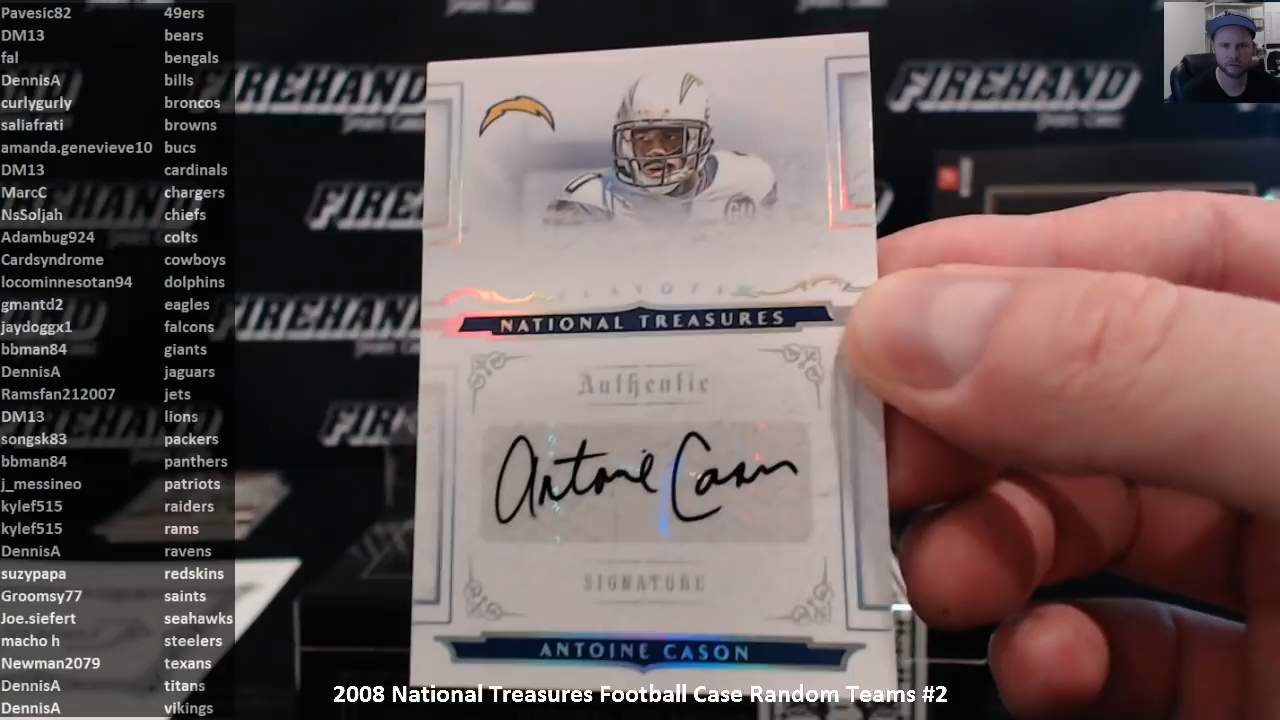 Pavesic82 49ers
DM13 bears
fal bengals
DennisA bills
curlygurly broncos
saliafrati browns
amanda.genevieve10 bucs
DM13 cardinals
MarcC chargers
NsSoljah chiefs
Adambug924 colts
Cardsyndrome cowboys
locominnesotan94 dolphins
gmantd2 eagles
jaydoggx1 falcons
bbman84 giants
DennisA jaguars
Ramsfan212007 jets
DM13 lions
songsk83 packers
bbman84 panthers
j_messineo patriots
kylef515 raiders
kylef515 rams
DennisA ravens
suzypapa redskins
Groomsy77 saints
Joe.siefert seahawks
macho h steelers
Newman2079 texans
DennisA titans
DennisA vikings
FIREHAND
FIREHAND
PLAYOFF
NATIONAL TREASURES
Authentic
Antoine Cason
SIGNATURE
ANTOINE CASON
2008 National Treasures Football Case Random Teams #2